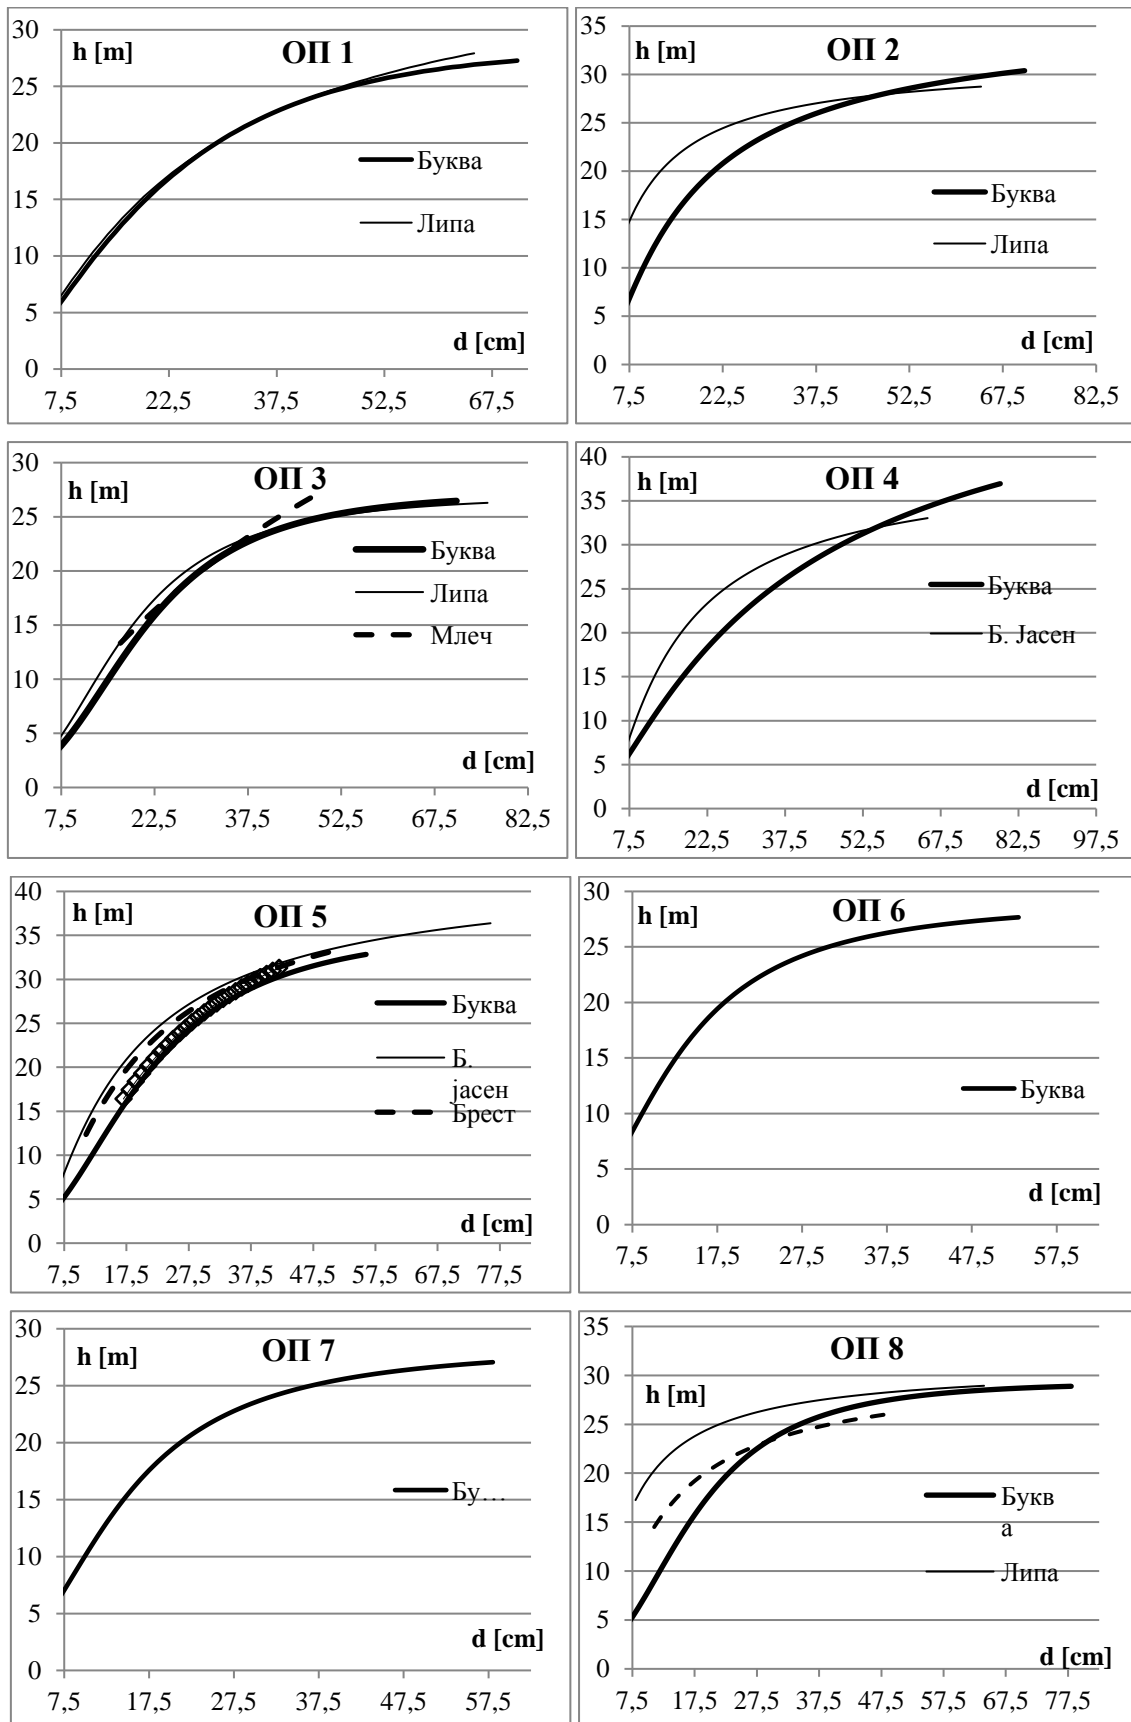 ОП 1
h [m]
30
25
20
15
10
5
0
Буква
Липа
d [cm]
7,5 22,5 37,5 52,5 67,5
ОП 2
h [m]
35
30
25
20
15
10
5
0
Буква
Липа
d [cm]
7,5 22,5 37,5 52,5 67,5 82,5
ОП 3
h [m]
30
25
20
15
10
5
0
Буква
Липа
Млеч
d [cm]
7,5 22,5 37,5 52,5 67,5 82,5
ОП 4
h [m]
40
35
30
25
20
15
10
5
0
Буква
Б. Јасен
d [cm]
7,5 22,5 37,5 52,5 67,5 82,5 97,5
ОП 5
h [m]
40
35
30
25
20
15
10
5
0
Буква
Б.
јасен
Брест
d [cm]
7,5 17,5 27,5 37,5 47,5 57,5 67,5 77,5
ОП 6
h [m]
30
25
20
15
10
5
0
Буква
d [cm]
7,5 17,5 27,5 37,5 47,5 57,5
ОП 7
h [m]
30
25
20
15
10
5
0
Бу…
d [cm]
7,5 17,5 27,5 37,5 47,5 57,5
ОП 8
h [m]
35
30
25
20
15
10
5
0
Букв
а
Липа
d [cm]
7,5 17,5 27,5 37,5 47,5 57,5 67,5 77,5